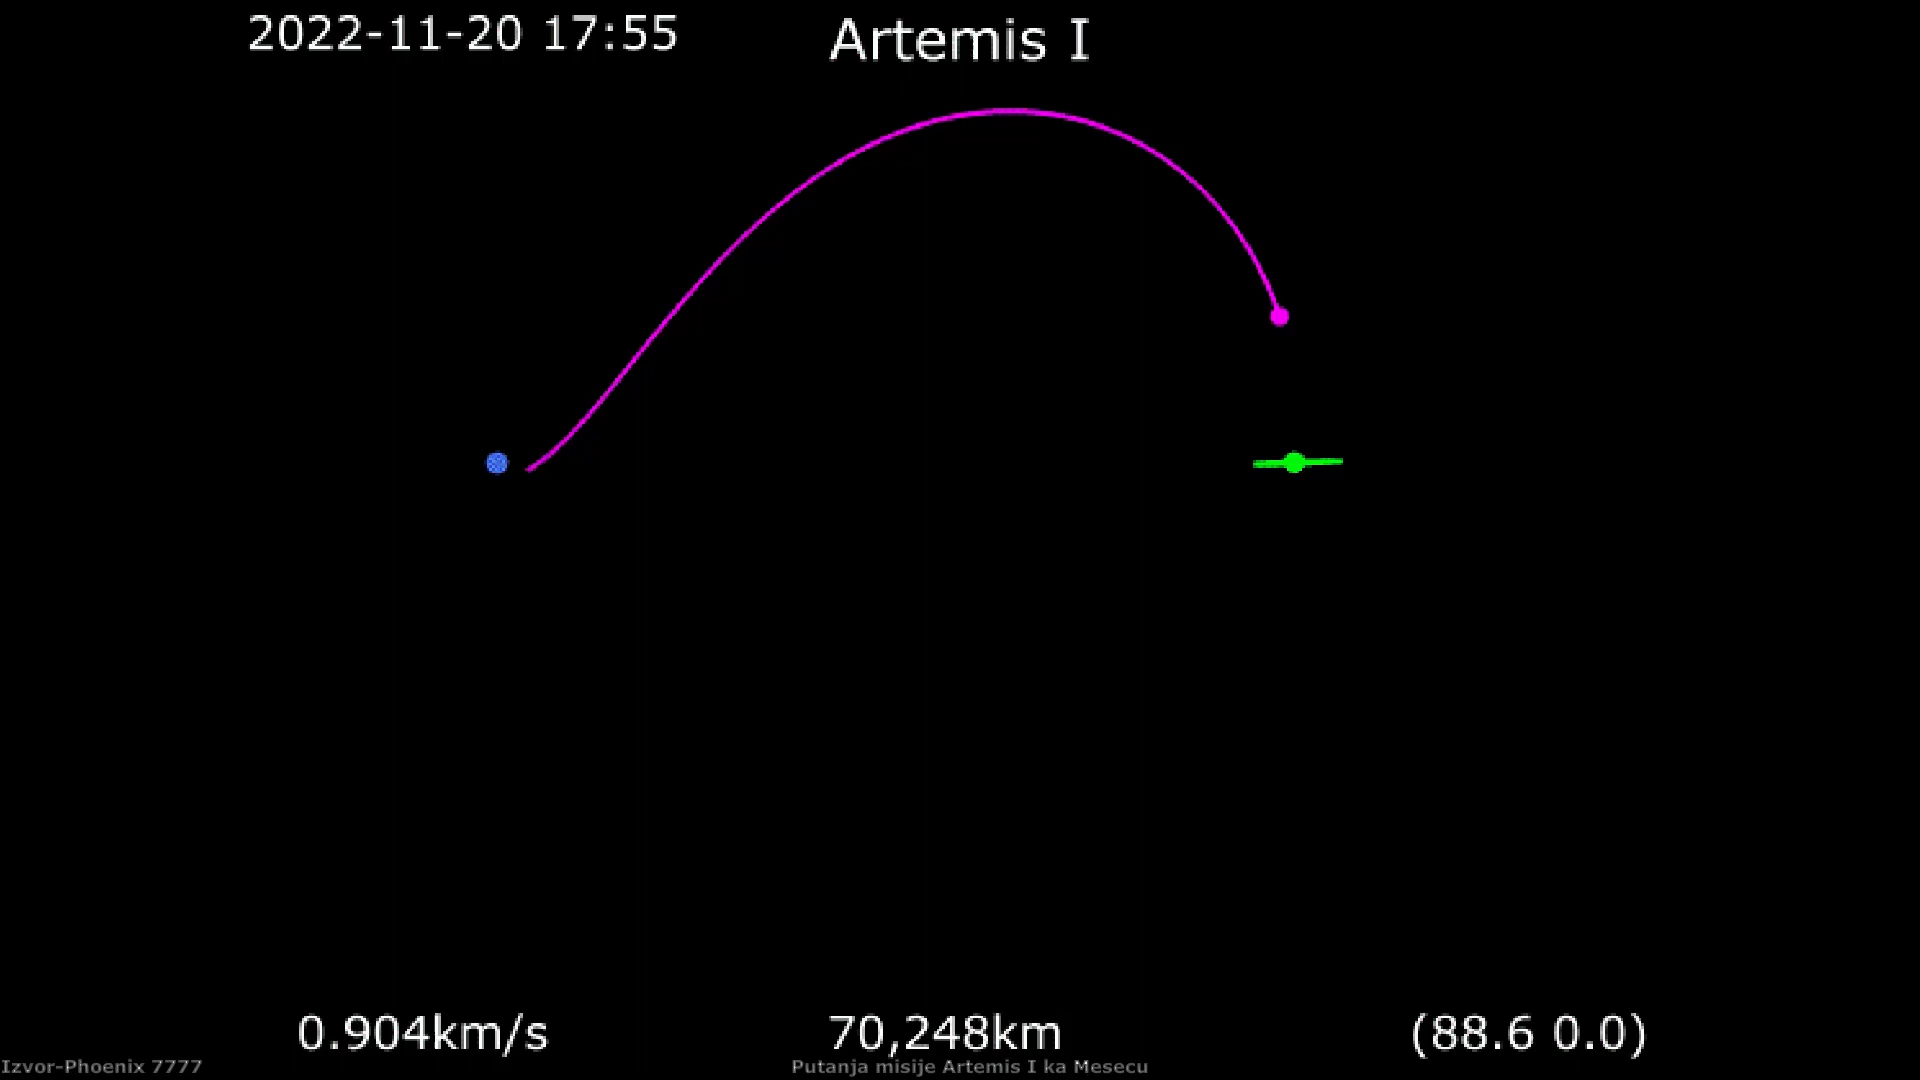 2022-11-20 17:55
Artemis I
0.904km/s
70,248km
(88.6 0.0)
Izvor-Phoenix 7777
Putanja misije Artemis I ka Mesecu